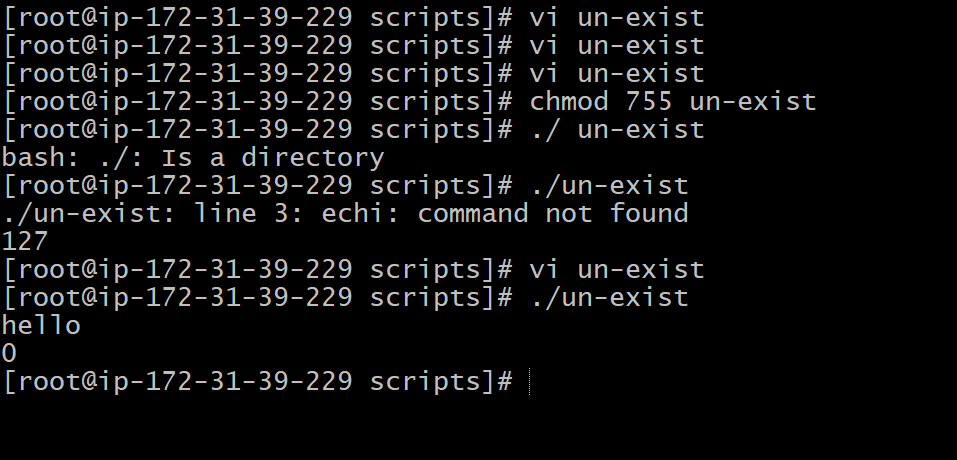 [root@ip-172-31-39-229 scripts]# vi un-exist
[root@ip-172-31-39-229 scripts]# vi un-exist
[root@ip-172-31-39-229 scripts]# vi un-exist
[root@ip-172-31-39-229 scripts]# chmod 755 un-exist
[root@ip-172-31-39-229 scripts]# ./ un-exist
bash: ./: Is a directory
[root@ip-172-31-39-229 scripts]# ./un-exist
./un-exist: line 3: echi: command not found
127
[root@ip-172-31-39-229 scripts]# vi un-exist
[root@ip-172-31-39-229 scripts]# ./un-exist
hello
0
[root@ip-172-31-39-229 scripts]#